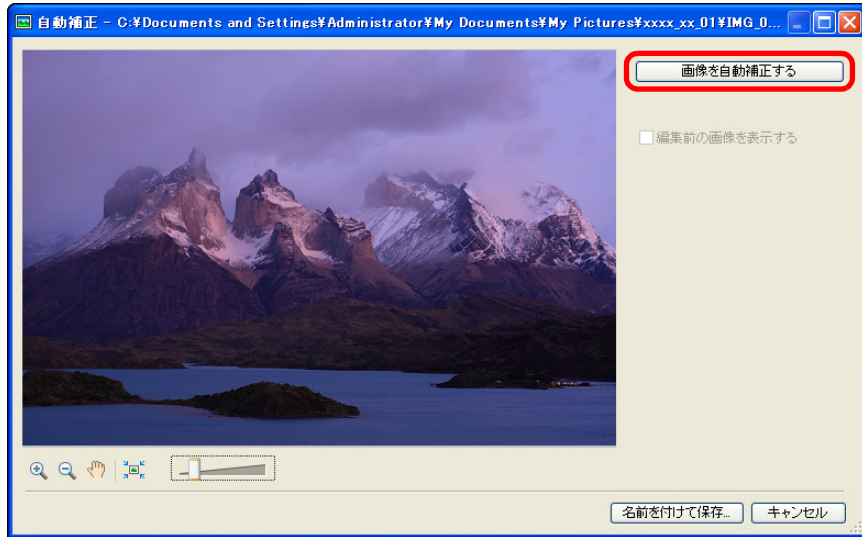 自動補正 - C:¥Documents and Settings¥Administrator¥My Documents¥My Pictures¥xxxx_xx_01¥IMG_0...
画像を自動補正する
編集前の画像を表示する
名前を付けて保存...
キャンセル